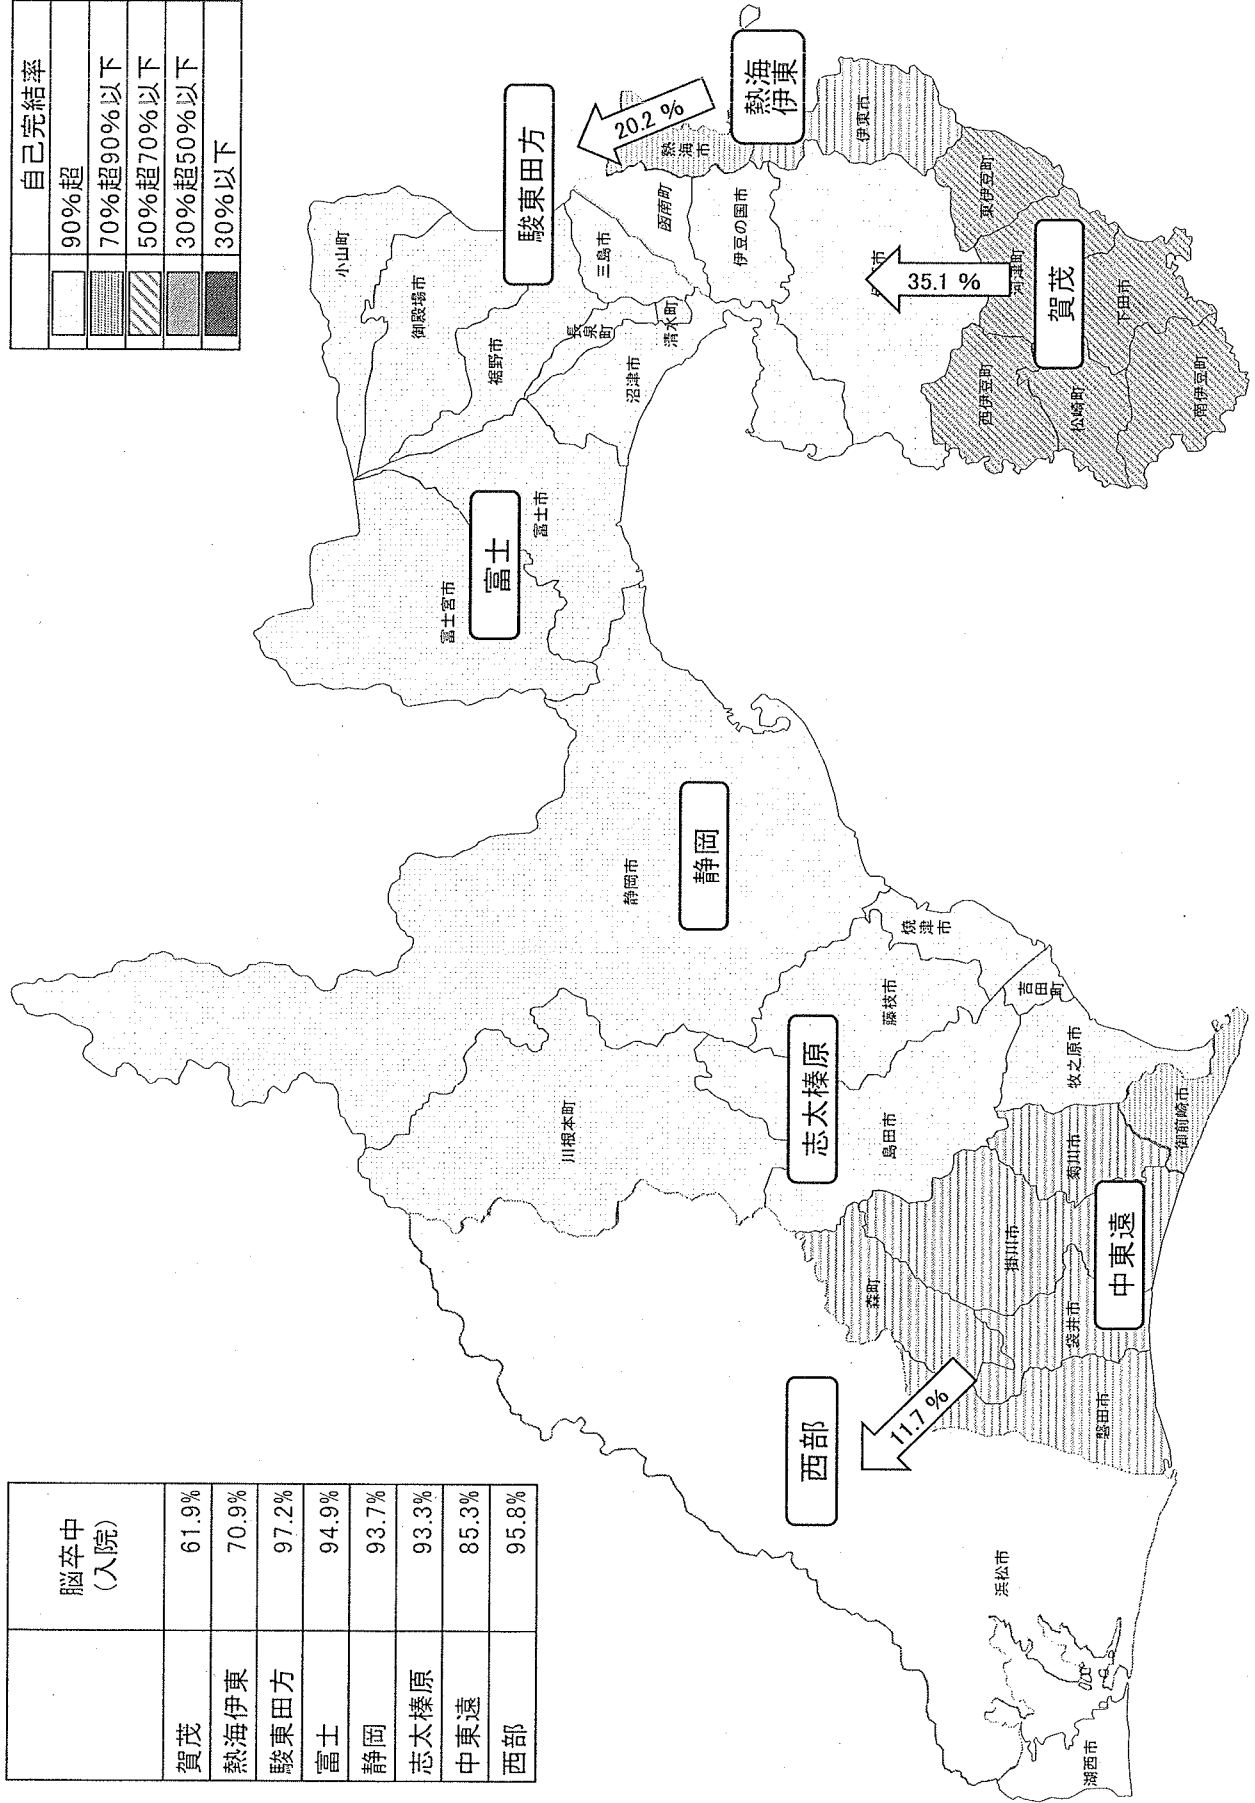 脳卒中
（入院）
賀茂 61.9%
熱海伊東 70.9%
駿東田方 97.2%
富士 94.9%
静岡 93.7%
志太榛原 93.3%
中東遠 85.3%
西部 95.8%
自己完結率
90%超
70%超90%以下
50%超70%以下
30%超50%以下
30%以下
小山町
御殿場市
裾野市
駿東田方
三島市
長泉町
清水町
沼津市
函南町
伊豆の国市
熱海市
20.2 %
熱海
伊東
伊東市
市
35.1 %
東伊豆町
河津町
賀茂
下田市
西伊豆町
松崎町
南伊豆町
富士宮市
富士
富士市
静岡市
静岡
川根本町
志太榛原
藤枝市
焼津市
島田市
吉田町
牧之原市
御前崎市
菊川市
掛川市
森町
袋井市
中東遠
磐田市
11.7 %
西部
浜松市
湖西市